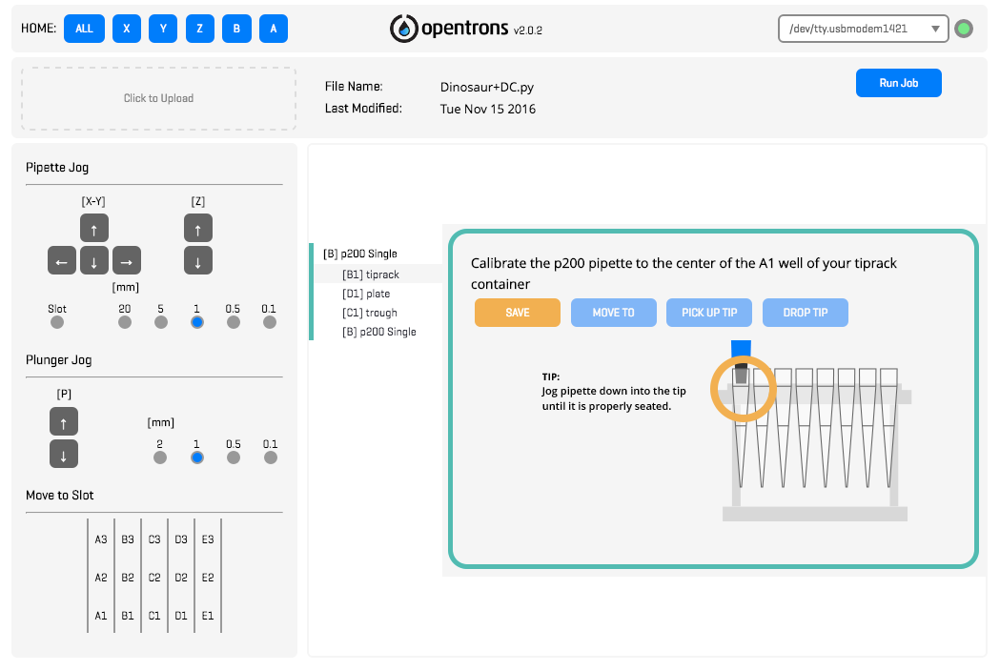 HOME: ALL X Y Z B A
opentrons v2.0.2
/dev/tty.usbmodem1421
Click to Upload
File Name: Dinosaur+DC.py
Last Modified: Tue Nov 15 2016
Run Job
Pipette Jog
[X-Y] [Z]
↑ ↑
← ↓ → ↓
[mm]
Slot 20 5 1 0.5 0.1
Plunger Jog
[P]
↑
↓
[mm]
2 1 0.5 0.1
Move to Slot
A3 B3 C3 D3 E3
A2 B2 C2 D2 E2
A1 B1 C1 D1 E1
[B] p200 Single
[B1] tiprack
[D1] plate
[C1] trough
[B] p200 Single
Calibrate the p200 pipette to the center of the A1 well of your tiprack
container
SAVE MOVE TO PICK UP TIP DROP TIP
TIP:
Jog pipette down into the tip
until it is properly seated.